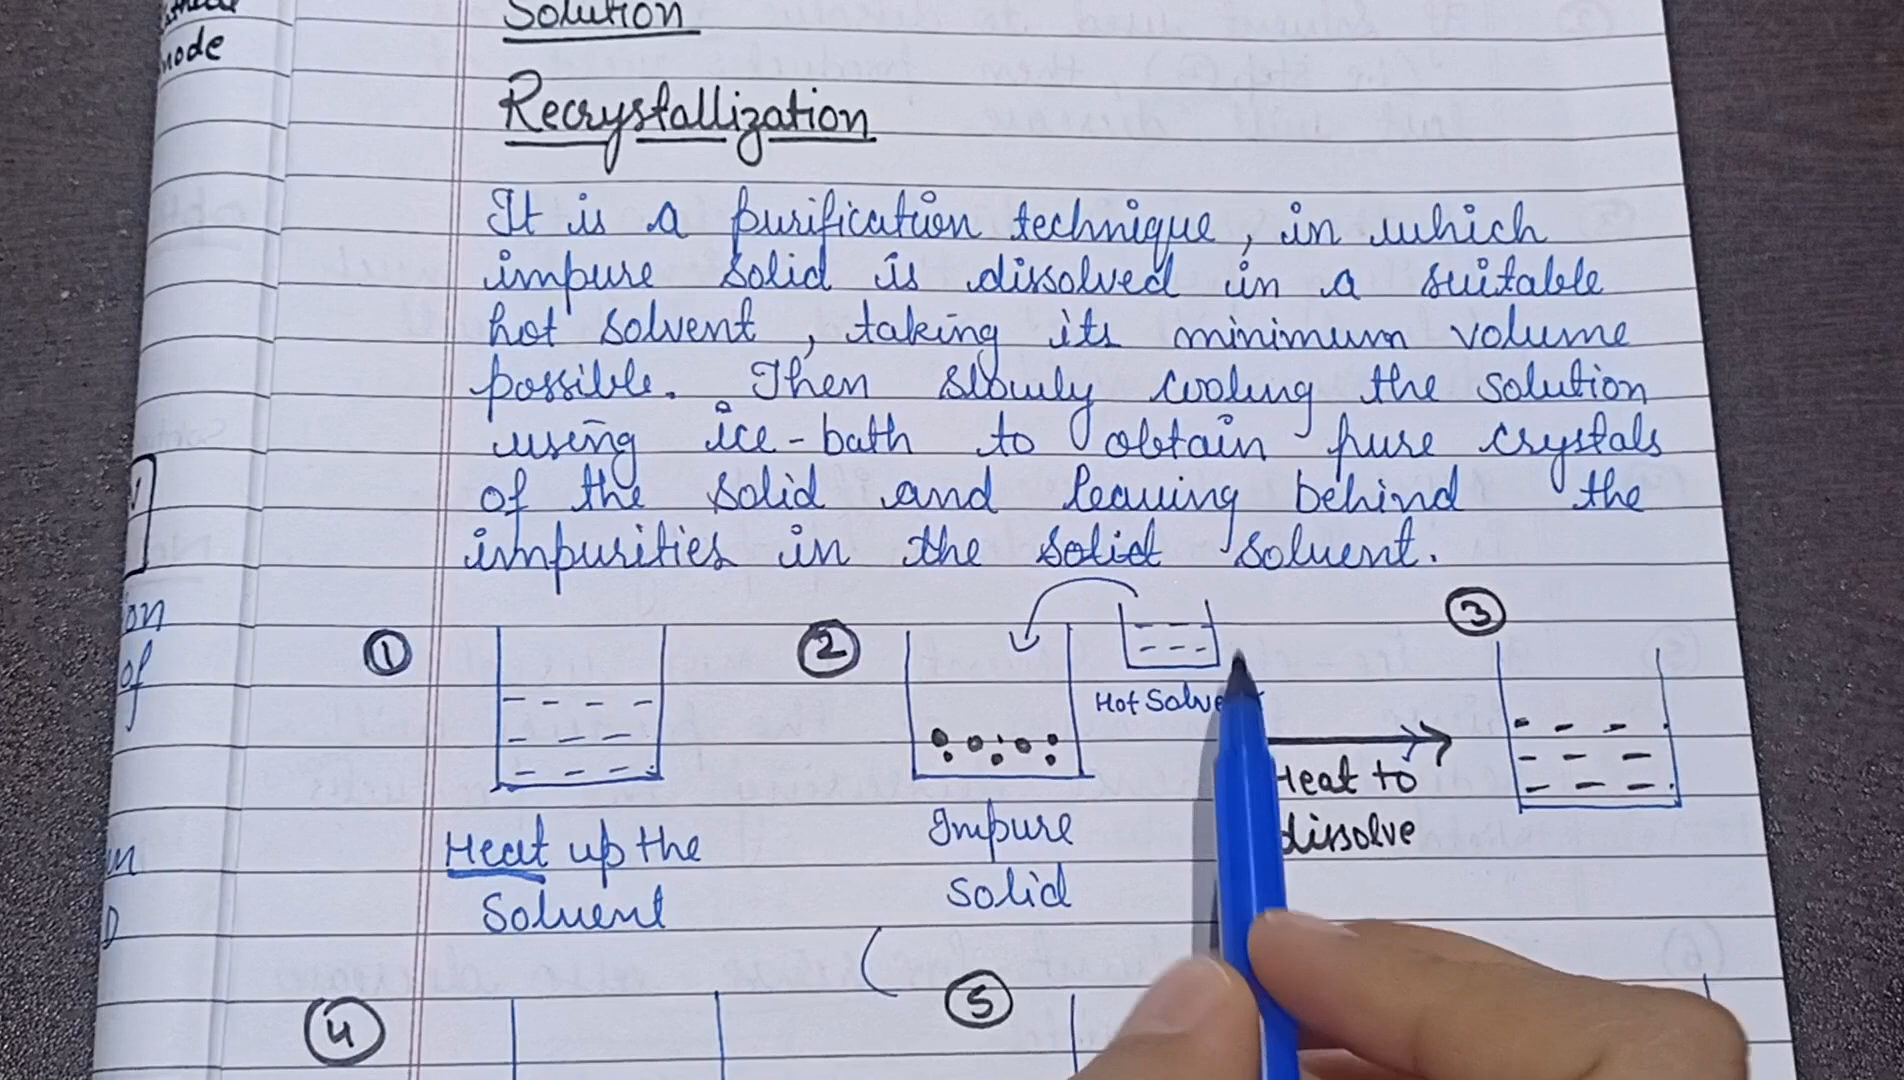 node
Solution
Recrystallization
It is a purification technique, in which
impure solid is dissolved in a suitable
hot solvent, taking its minimum volume
possible. Then slowly cooling the solution
using ice-bath to obtain pure crystals
of the solid and leaving behind the
impurities in the solid solvent.
on
of
1
2
3
Hot Solve
Heat to
dissolve
Heat up the
Solvent
Impure
Solid
4
5